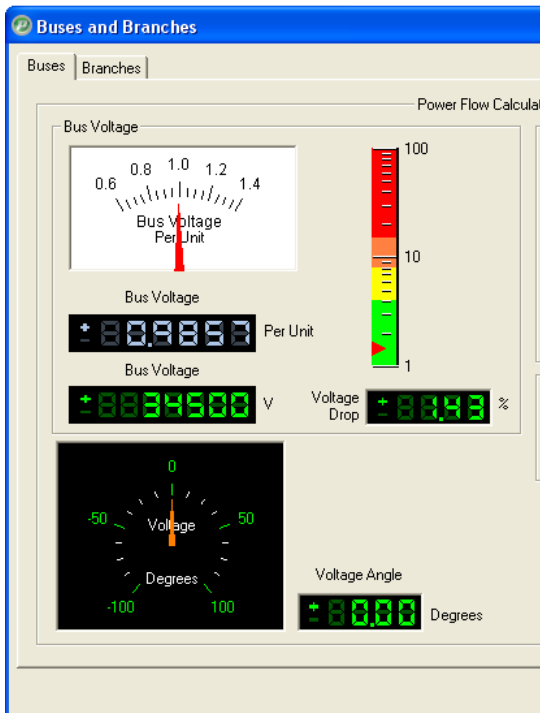 Buses and Branches
Buses Branches
Power Flow Calculat
Bus Voltage
0.6 0.8 1.0 1.2 1.4
Bus Voltage
Per Unit
100
10
1
Bus Voltage
+0.9857 Per Unit
Bus Voltage
+34500 V
Voltage
Drop
+1.43 %
0
-50 50
Voltage
Degrees
-100 100
Voltage Angle
+0.00 Degrees